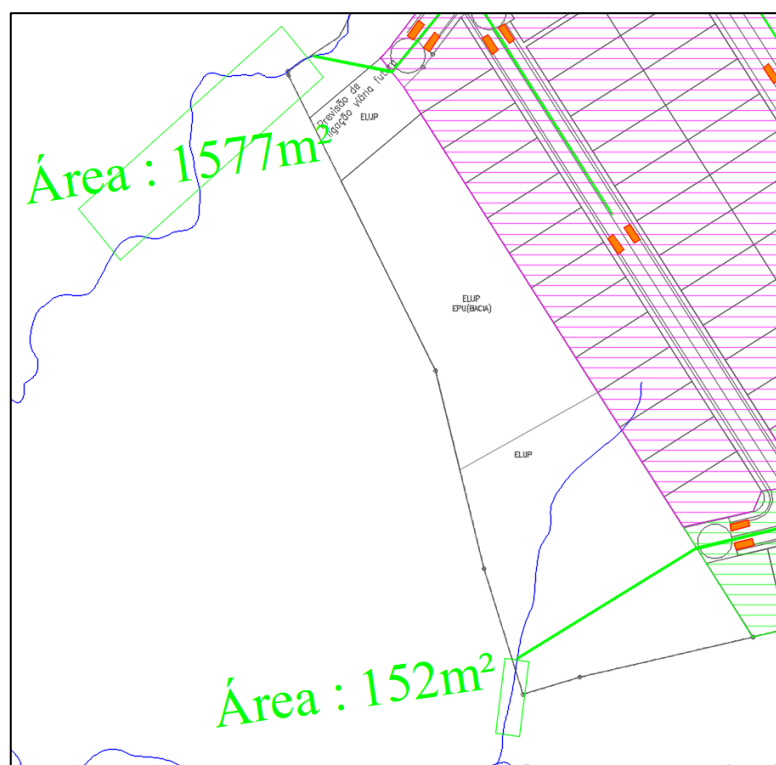 Previsão de
ligação viária futura
ELUP
Área : 1577m²
ELUP
EPU(BACIA)
ELUP
Área : 152m²